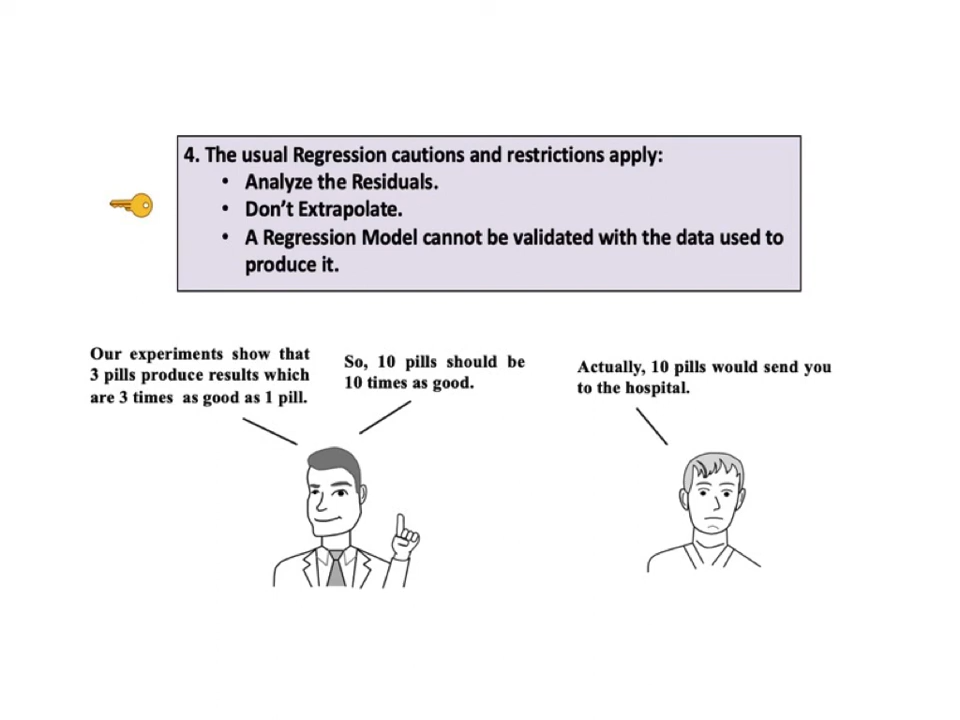 4. The usual Regression cautions and restrictions apply:
• Analyze the Residuals.
• Don’t Extrapolate.
• A Regression Model cannot be validated with the data used to
produce it.
Our experiments show that
3 pills produce results which
are 3 times as good as 1 pill.
So, 10 pills should be
10 times as good.
Actually, 10 pills would send you
to the hospital.